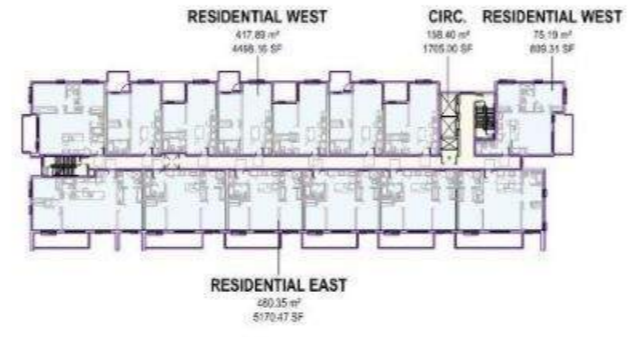 RESIDENTIAL WEST
417.89 m²
4498.16 SF
CIRC.
158.40 m²
1705.00 SF
RESIDENTIAL WEST
75.19 m²
809.31 SF
RESIDENTIAL EAST
480.35 m²
5170.47 SF